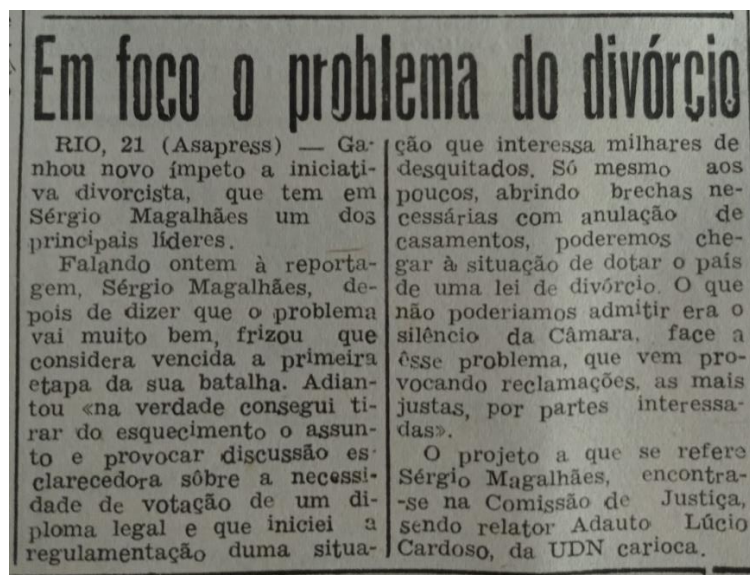 Em foco o problema do divórcio
RIO, 21 (Asapress) — Ga-
nhou novo ímpeto a iniciati-
va divorcista, que tem em
Sérgio Magalhães um dos
principais líderes.
Falando ontem à reporta-
gem, Sérgio Magalhães, de-
pois de dizer que o problema
vai muito bem, frizou que
considera vencida a primeira
etapa da sua batalha. Adian-
tou «na verdade consegui ti-
rar do esquecimento o assun-
to e provocar discussão es-
clarecedora sôbre a necessi-
dade de votação de um di-
ploma legal e que iniciei a
regulamentação duma situa-
ção que interessa milhares de
desquitados. Só mesmo aos
poucos, abrindo brechas ne-
cessárias com anulação de
casamentos, poderemos che-
gar à situação de dotar o país
de uma lei de divórcio. O que
não poderiamos admitir era o
silêncio da Câmara, face a
êsse problema, que vem pro-
vocando reclamações, as mais
justas, por partes interessa-
das».
O projeto a que se refere
Sérgio Magalhães, encontra-
-se na Comissão de Justiça,
sendo relator Adauto Lúcio
Cardoso, da UDN carioca.